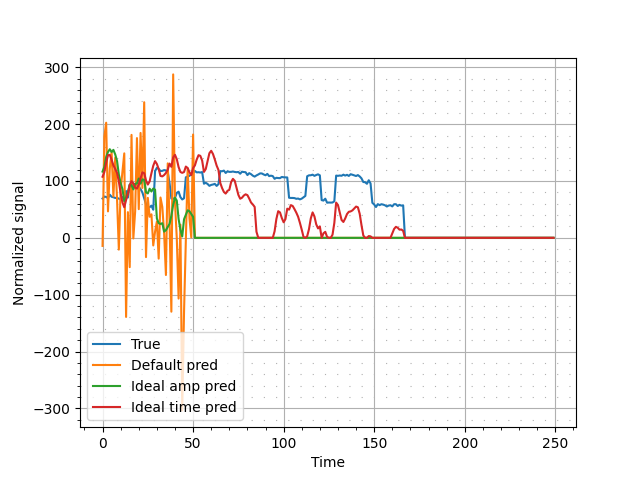 300
200
100
0
−100
−200
−300
Normalized signal
True
Default pred
Ideal amp pred
Ideal time pred
0
50
100
150
200
250
Time